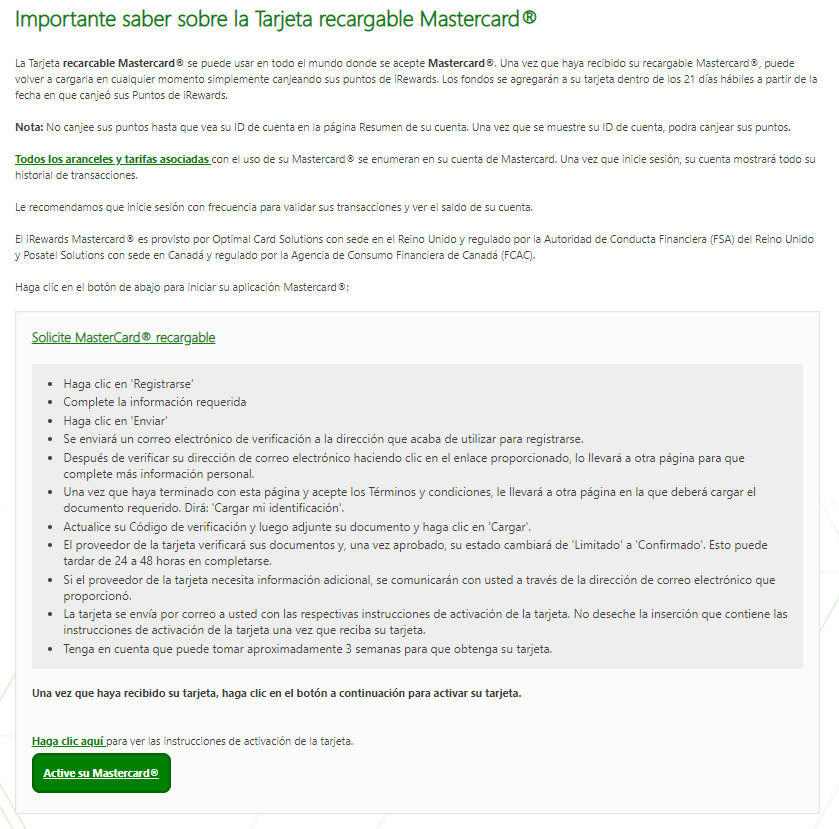 Importante saber sobre la Tarjeta recargable Mastercard®
La Tarjeta recarcable Mastercard® se puede usar en todo el mundo donde se acepte Mastercard®. Una vez que haya recibido su recargable Mastercard®, puede
volver a cargarla en cualquier momento simplemente canjeando sus puntos de iRewards. Los fondos se agregarán a su tarjeta dentro de los 21 días hábiles a partir de la
fecha en que canjeó sus Puntos de iRewards.
Nota: No canjee sus puntos hasta que vea su ID de cuenta en la página Resumen de su cuenta. Una vez que se muestre su ID de cuenta, podra canjear sus puntos.
Todos los aranceles y tarifas asociadas con el uso de su Mastercard® se enumeran en su cuenta de Mastercard. Una vez que inicie sesión, su cuenta mostrará todo su
historial de transacciones.
Le recomendamos que inicie sesión con frecuencia para validar sus transacciones y ver el saldo de su cuenta.
El iRewards Mastercard® es provisto por Optimal Card Solutions con sede en el Reino Unido y regulado por la Autoridad de Conducta Financiera (FSA) del Reino Unido
y Posatel Solutions con sede en Canadá y regulado por la Agencia de Consumo Financiera de Canadá (FCAC).
Haga clic en el botón de abajo para iniciar su aplicación Mastercard®:
Solicite MasterCard® recargable
• Haga clic en 'Registrarse'
• Complete la información requerida
• Haga clic en 'Enviar'
• Se enviará un correo electrónico de verificación a la dirección que acaba de utilizar para registrarse.
• Después de verificar su dirección de correo electrónico haciendo clic en el enlace proporcionado, lo llevará a otra página para que
complete más información personal.
• Una vez que haya terminado con esta página y acepte los Términos y condiciones, le llevará a otra página en la que deberá cargar el
documento requerido. Dirá: 'Cargar mi identificación'.
• Actualice su Código de verificación y luego adjunte su documento y haga clic en 'Cargar'.
• El proveedor de la tarjeta verificará sus documentos y, una vez aprobado, su estado cambiará de 'Limitado' a 'Confirmado'. Esto puede
tardar de 24 a 48 horas en completarse.
• Si el proveedor de la tarjeta necesita información adicional, se comunicarán con usted a través de la dirección de correo electrónico que
proporcionó.
• La tarjeta se envía por correo a usted con las respectivas instrucciones de activación de la tarjeta. No deseche la inserción que contiene las
instrucciones de activación de la tarjeta una vez que reciba su tarjeta.
• Tenga en cuenta que puede tomar aproximadamente 3 semanas para que obtenga su tarjeta.
Una vez que haya recibido su tarjeta, haga clic en el botón a continuación para activar su tarjeta.
Haga clic aquí para ver las instrucciones de activación de la tarjeta.
Active su Mastercard®